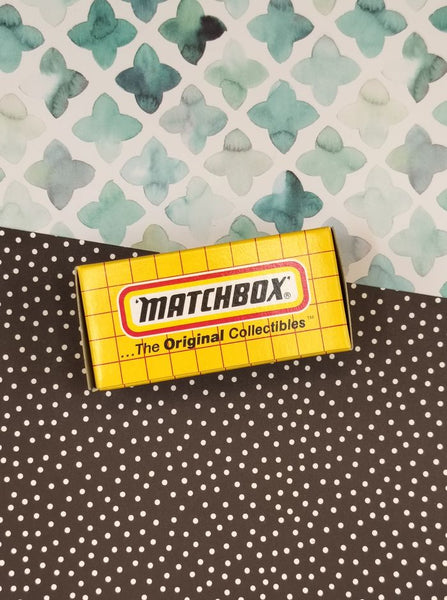 MATCHBOX®
...The Original Collectibles™